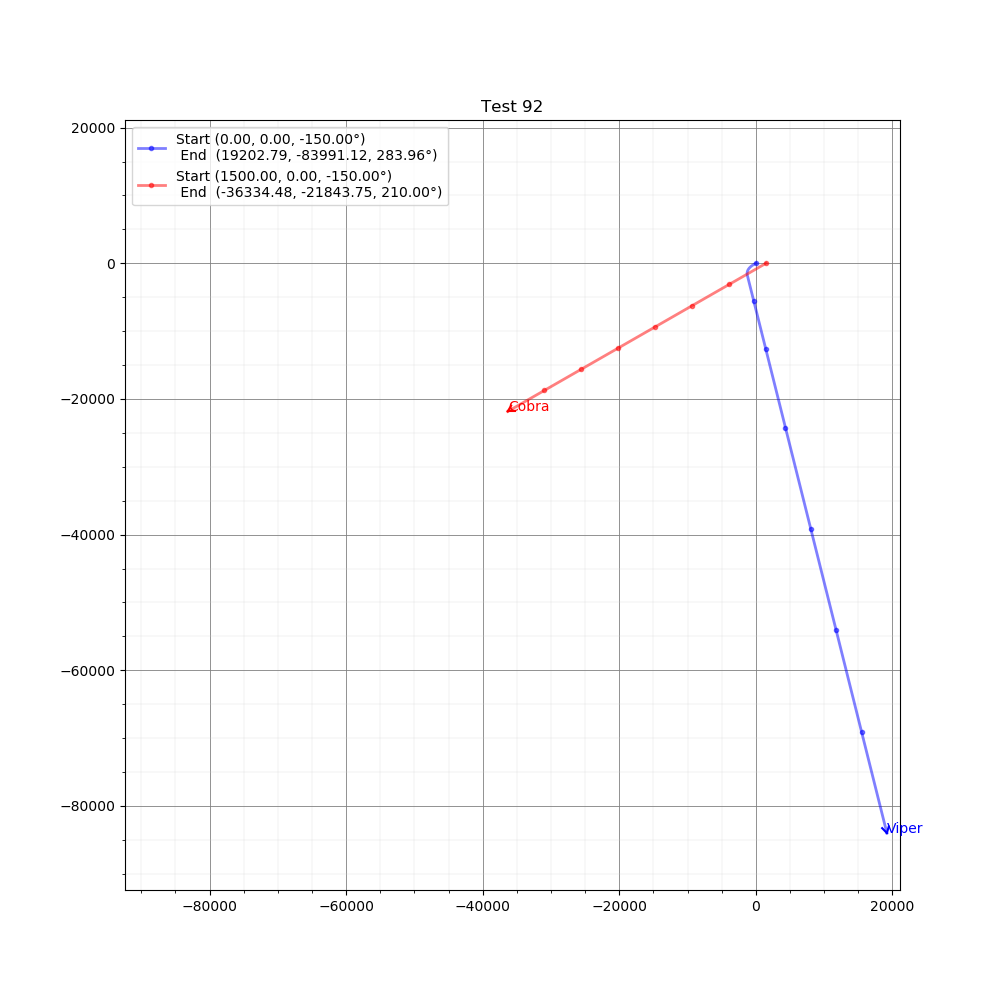 Test 92
Start (0.00, 0.00, -150.00°)
End (19202.79, -83991.12, 283.96°)
Start (1500.00, 0.00, -150.00°)
End (-36334.48, -21843.75, 210.00°)
20000
0
−20000
−40000
−60000
−80000
Cobra
Viper
−80000 −60000 −40000 −20000 0 20000